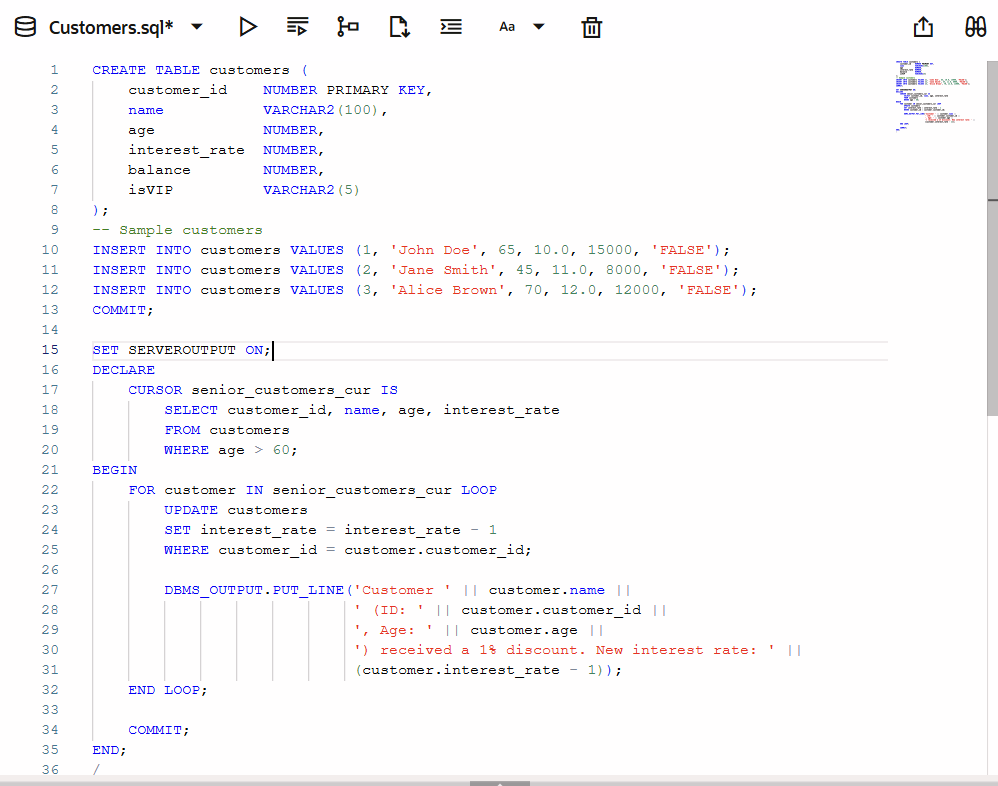 Customers.sql* Aa
1 CREATE TABLE customers (
2 customer_id NUMBER PRIMARY KEY,
3 name VARCHAR2(100),
4 age NUMBER,
5 interest_rate NUMBER,
6 balance NUMBER,
7 isVIP VARCHAR2(5)
8 );
9 -- Sample customers
10 INSERT INTO customers VALUES (1, 'John Doe', 65, 10.0, 15000, 'FALSE');
11 INSERT INTO customers VALUES (2, 'Jane Smith', 45, 11.0, 8000, 'FALSE');
12 INSERT INTO customers VALUES (3, 'Alice Brown', 70, 12.0, 12000, 'FALSE');
13 COMMIT;
14
15 SET SERVEROUTPUT ON;
16 DECLARE
17 CURSOR senior_customers_cur IS
18 SELECT customer_id, name, age, interest_rate
19 FROM customers
20 WHERE age > 60;
21 BEGIN
22 FOR customer IN senior_customers_cur LOOP
23 UPDATE customers
24 SET interest_rate = interest_rate - 1
25 WHERE customer_id = customer.customer_id;
26
27 DBMS_OUTPUT.PUT_LINE('Customer ' || customer.name ||
28 ' (ID: ' || customer.customer_id ||
29 ', Age: ' || customer.age ||
30 ') received a 1% discount. New interest rate: ' ||
31 (customer.interest_rate - 1));
32 END LOOP;
33
34 COMMIT;
35 END;
36 /